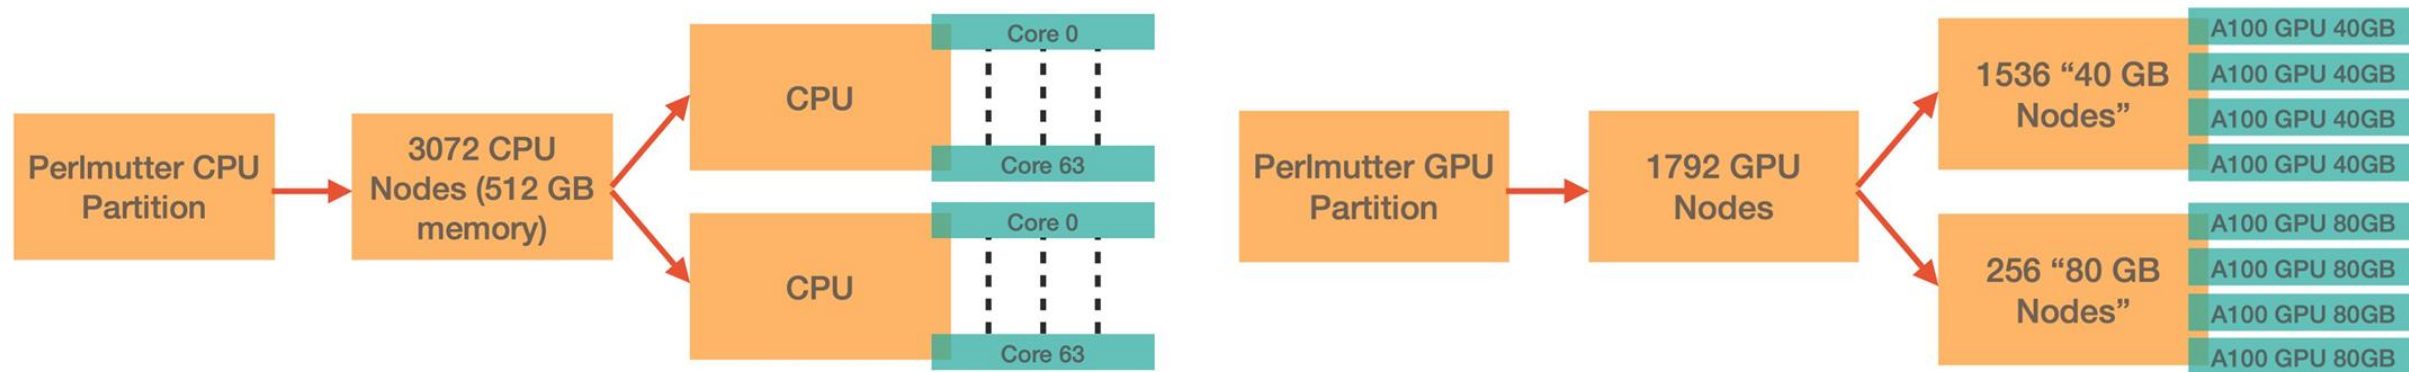 Perlmutter CPU
Partition
3072 CPU
Nodes (512 GB
memory)
CPU
Core 0
Core 63
CPU
Core 0
Core 63
Perlmutter GPU
Partition
1792 GPU
Nodes
1536 “40 GB
Nodes”
A100 GPU 40GB
A100 GPU 40GB
A100 GPU 40GB
A100 GPU 40GB
256 “80 GB
Nodes”
A100 GPU 80GB
A100 GPU 80GB
A100 GPU 80GB
A100 GPU 80GB